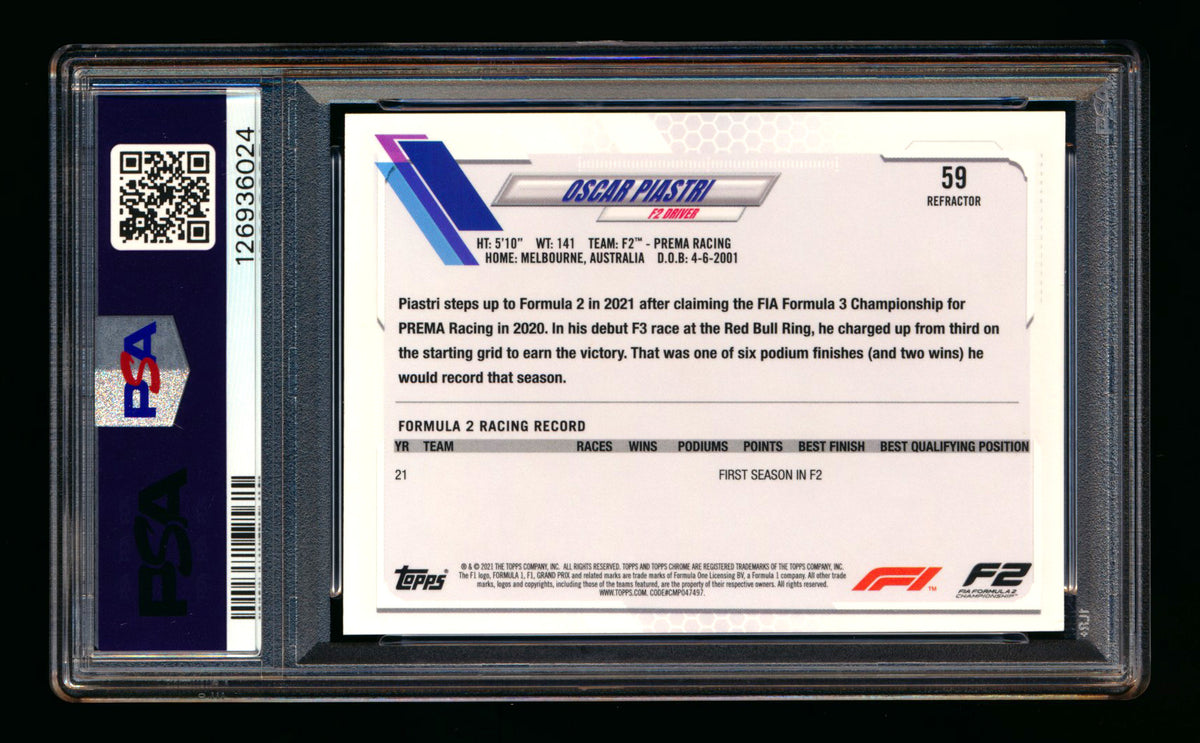 126936024
PSA
PSA
OSCAR PIASTRI
F2 DRIVER
59
REFRACTOR
HT: 5'10" WT: 141 TEAM: F2™ - PREMA RACING
HOME: MELBOURNE, AUSTRALIA D.O.B: 4-6-2001
Piastri steps up to Formula 2 in 2021 after claiming the FIA Formula 3 Championship for
PREMA Racing in 2020. In his debut F3 race at the Red Bull Ring, he charged up from third on
the starting grid to earn the victory. That was one of six podium finishes (and two wins) he
would record that season.
FORMULA 2 RACING RECORD
YR TEAM RACES WINS PODIUMS POINTS BEST FINISH BEST QUALIFYING POSITION
21 FIRST SEASON IN F2
Topps®
® & © 2021 THE TOPPS COMPANY, INC. ALL RIGHTS RESERVED. TOPPS AND TOPPS CHROME ARE REGISTERED TRADEMARKS OF THE TOPPS COMPANY, INC.
The F1 logo, FORMULA 1, F1, GRAND PRIX and related marks are trade marks of Formula One Licensing BV, a Formula 1 company. All other trade
marks, logos and copyrights, including those of the teams featured, are the property of their respective owners. All rights reserved.
WWW.TOPPS.COM. CODE#CMP047497.
F1™
F2
FIA FORMULA 2
CHAMPIONSHIP™